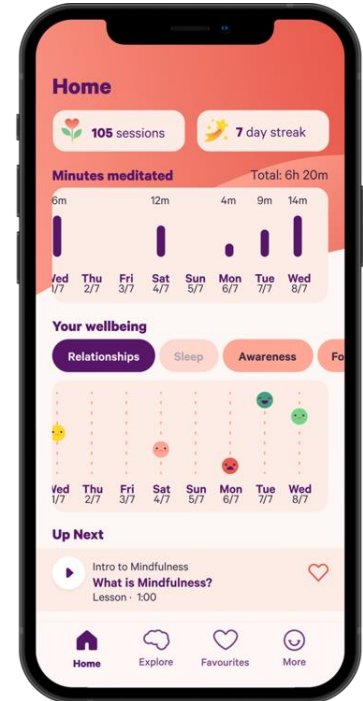 Home
105 sessions
7 day streak
Minutes meditated
Total: 6h 20m
6m 12m 4m 9m 14m
Thu Fri Sat Sun Mon Tue Wed
1/7 2/7 3/7 4/7 5/7 6/7 7/7 8/7
Your wellbeing
Relationships Sleep Awareness
Thu Fri Sat Sun Mon Tue Wed
1/7 2/7 3/7 4/7 5/7 6/7 7/7 8/7
Up Next
Intro to Mindfulness
What is Mindfulness?
Lesson · 1:00
Home Explore Favourites More